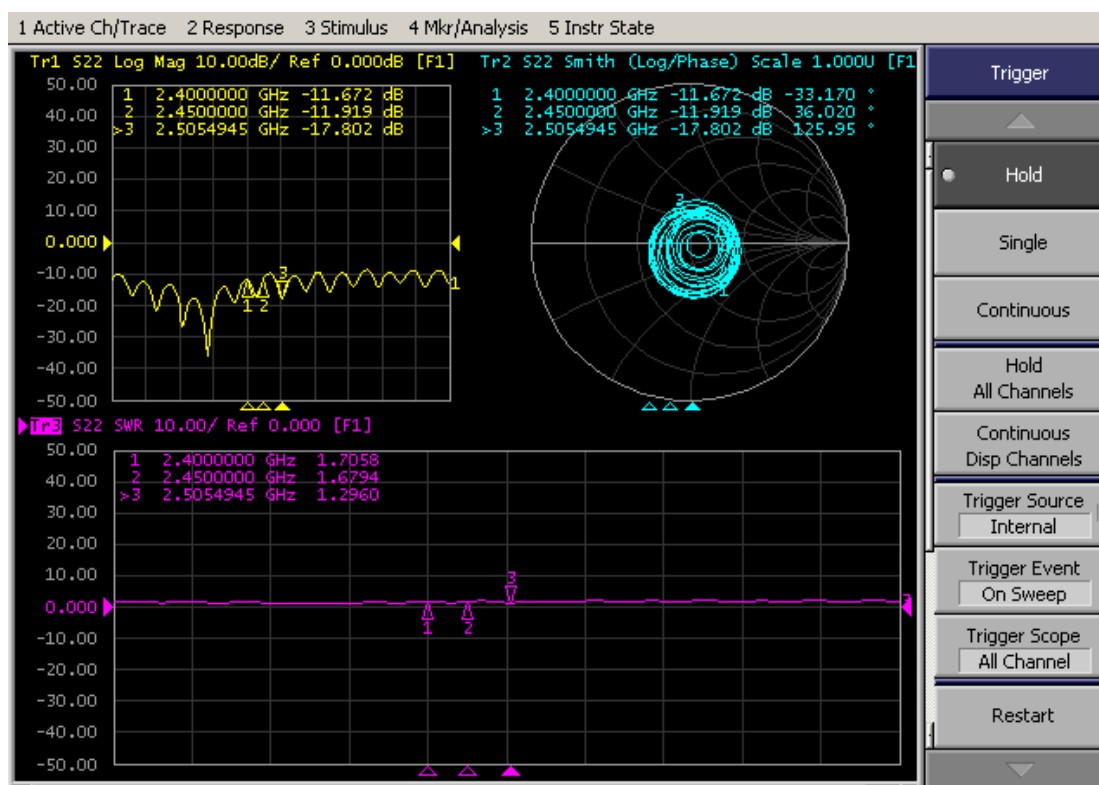 1 Active Ch/Trace 2 Response 3 Stimulus 4 Mkr/Analysis 5 Instr State
Tr1 S22 Log Mag 10.00dB/ Ref 0.000dB [F1]
50.00
40.00
30.00
20.00
10.00
0.000
-10.00
-20.00
-30.00
-40.00
-50.00
1 2.4000000 GHz -11.672 dB
2 2.4500000 GHz -11.919 dB
>3 2.5054945 GHz -17.802 dB
3
1 2
1
Tr2 S22 Smith (Log/Phase) Scale 1.000U [F1
1 2.4000000 GHz -11.672 dB -33.170 °
2 2.4500000 GHz -11.919 dB 36.020 °
>3 2.5054945 GHz -17.802 dB 125.95 °
1
Tr3 S22 SWR 10.00/ Ref 0.000 [F1]
50.00
40.00
30.00
20.00
10.00
0.000
-10.00
-20.00
-30.00
-40.00
-50.00
1 2.4000000 GHz 1.7058
2 2.4500000 GHz 1.6794
>3 2.5054945 GHz 1.2960
3
1 2
Trigger
Hold
Single
Continuous
Hold
All Channels
Continuous
Disp Channels
Trigger Source
Internal
Trigger Event
On Sweep
Trigger Scope
All Channel
Restart